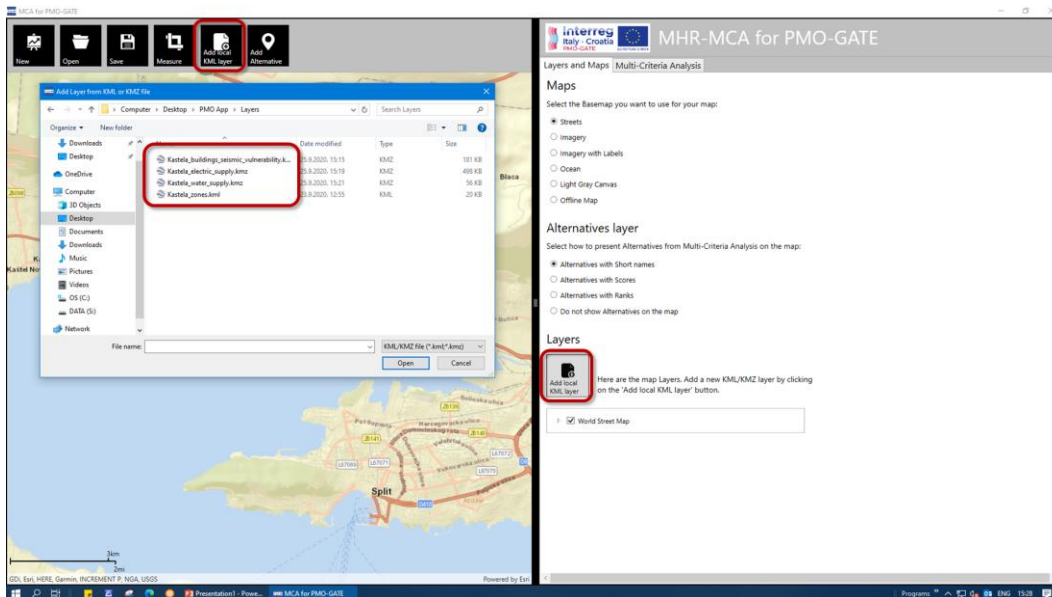 MCA for PMO-GATE
New
Open
Save
Measure
Add local
KML layer
Add
Alternative
Add Layer from KML or KMZ file
Computer > Desktop > PMO App > Layers
Search Layers
Organize
New folder
Date modified
Type
Size
Downloads
Desktop
OneDrive
Computer
3D Objects
Desktop
Documents
Downloads
Music
Pictures
Videos
OS (C:)
DATA (S:)
Network
Kastela_buildings_seismic_vulnerability.k... 25.9.2020. 15:15 KMZ 181 KB
Kastela_electric_supply.kmz 25.9.2020. 15:19 KMZ 498 KB
Kastela_water_supply.kmz 25.9.2020. 15:21 KMZ 56 KB
Kastela_zones.kml 23.9.2020. 12:55 KML 20 KB
File name:
KML/KMZ file (*.kml;*.kmz)
Open
Cancel
Blaca
Split
3km
2mi
GDi, Esri, HERE, Garmin, INCREMENT P, NGA, USGS
Powered by Esri
Interreg
Italy - Croatia
PMO-GATE
MHR-MCA for PMO-GATE
Layers and Maps
Multi-Criteria Analysis
Maps
Select the Basemap you want to use for your map:
Streets
Imagery
Imagery with Labels
Ocean
Light Gray Canvas
Offline Map
Alternatives layer
Select how to present Alternatives from Multi-Criteria Analysis on the map:
Alternatives with Short names
Alternatives with Scores
Alternatives with Ranks
Do not show Alternatives on the map
Layers
Add local
KML layer
Here are the map Layers. Add a new KML/KMZ layer by clicking
on the 'Add local KML layer' button.
World Street Map
Presentation1 - Powe...
MCA for PMO-GATE
Programs
ENG
15:28